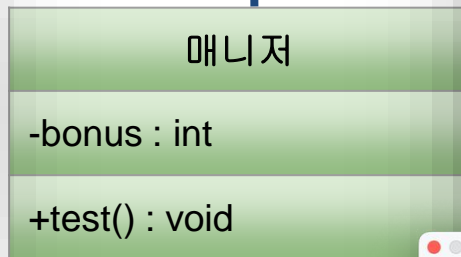 매니저
-bonus : int
+test() : void